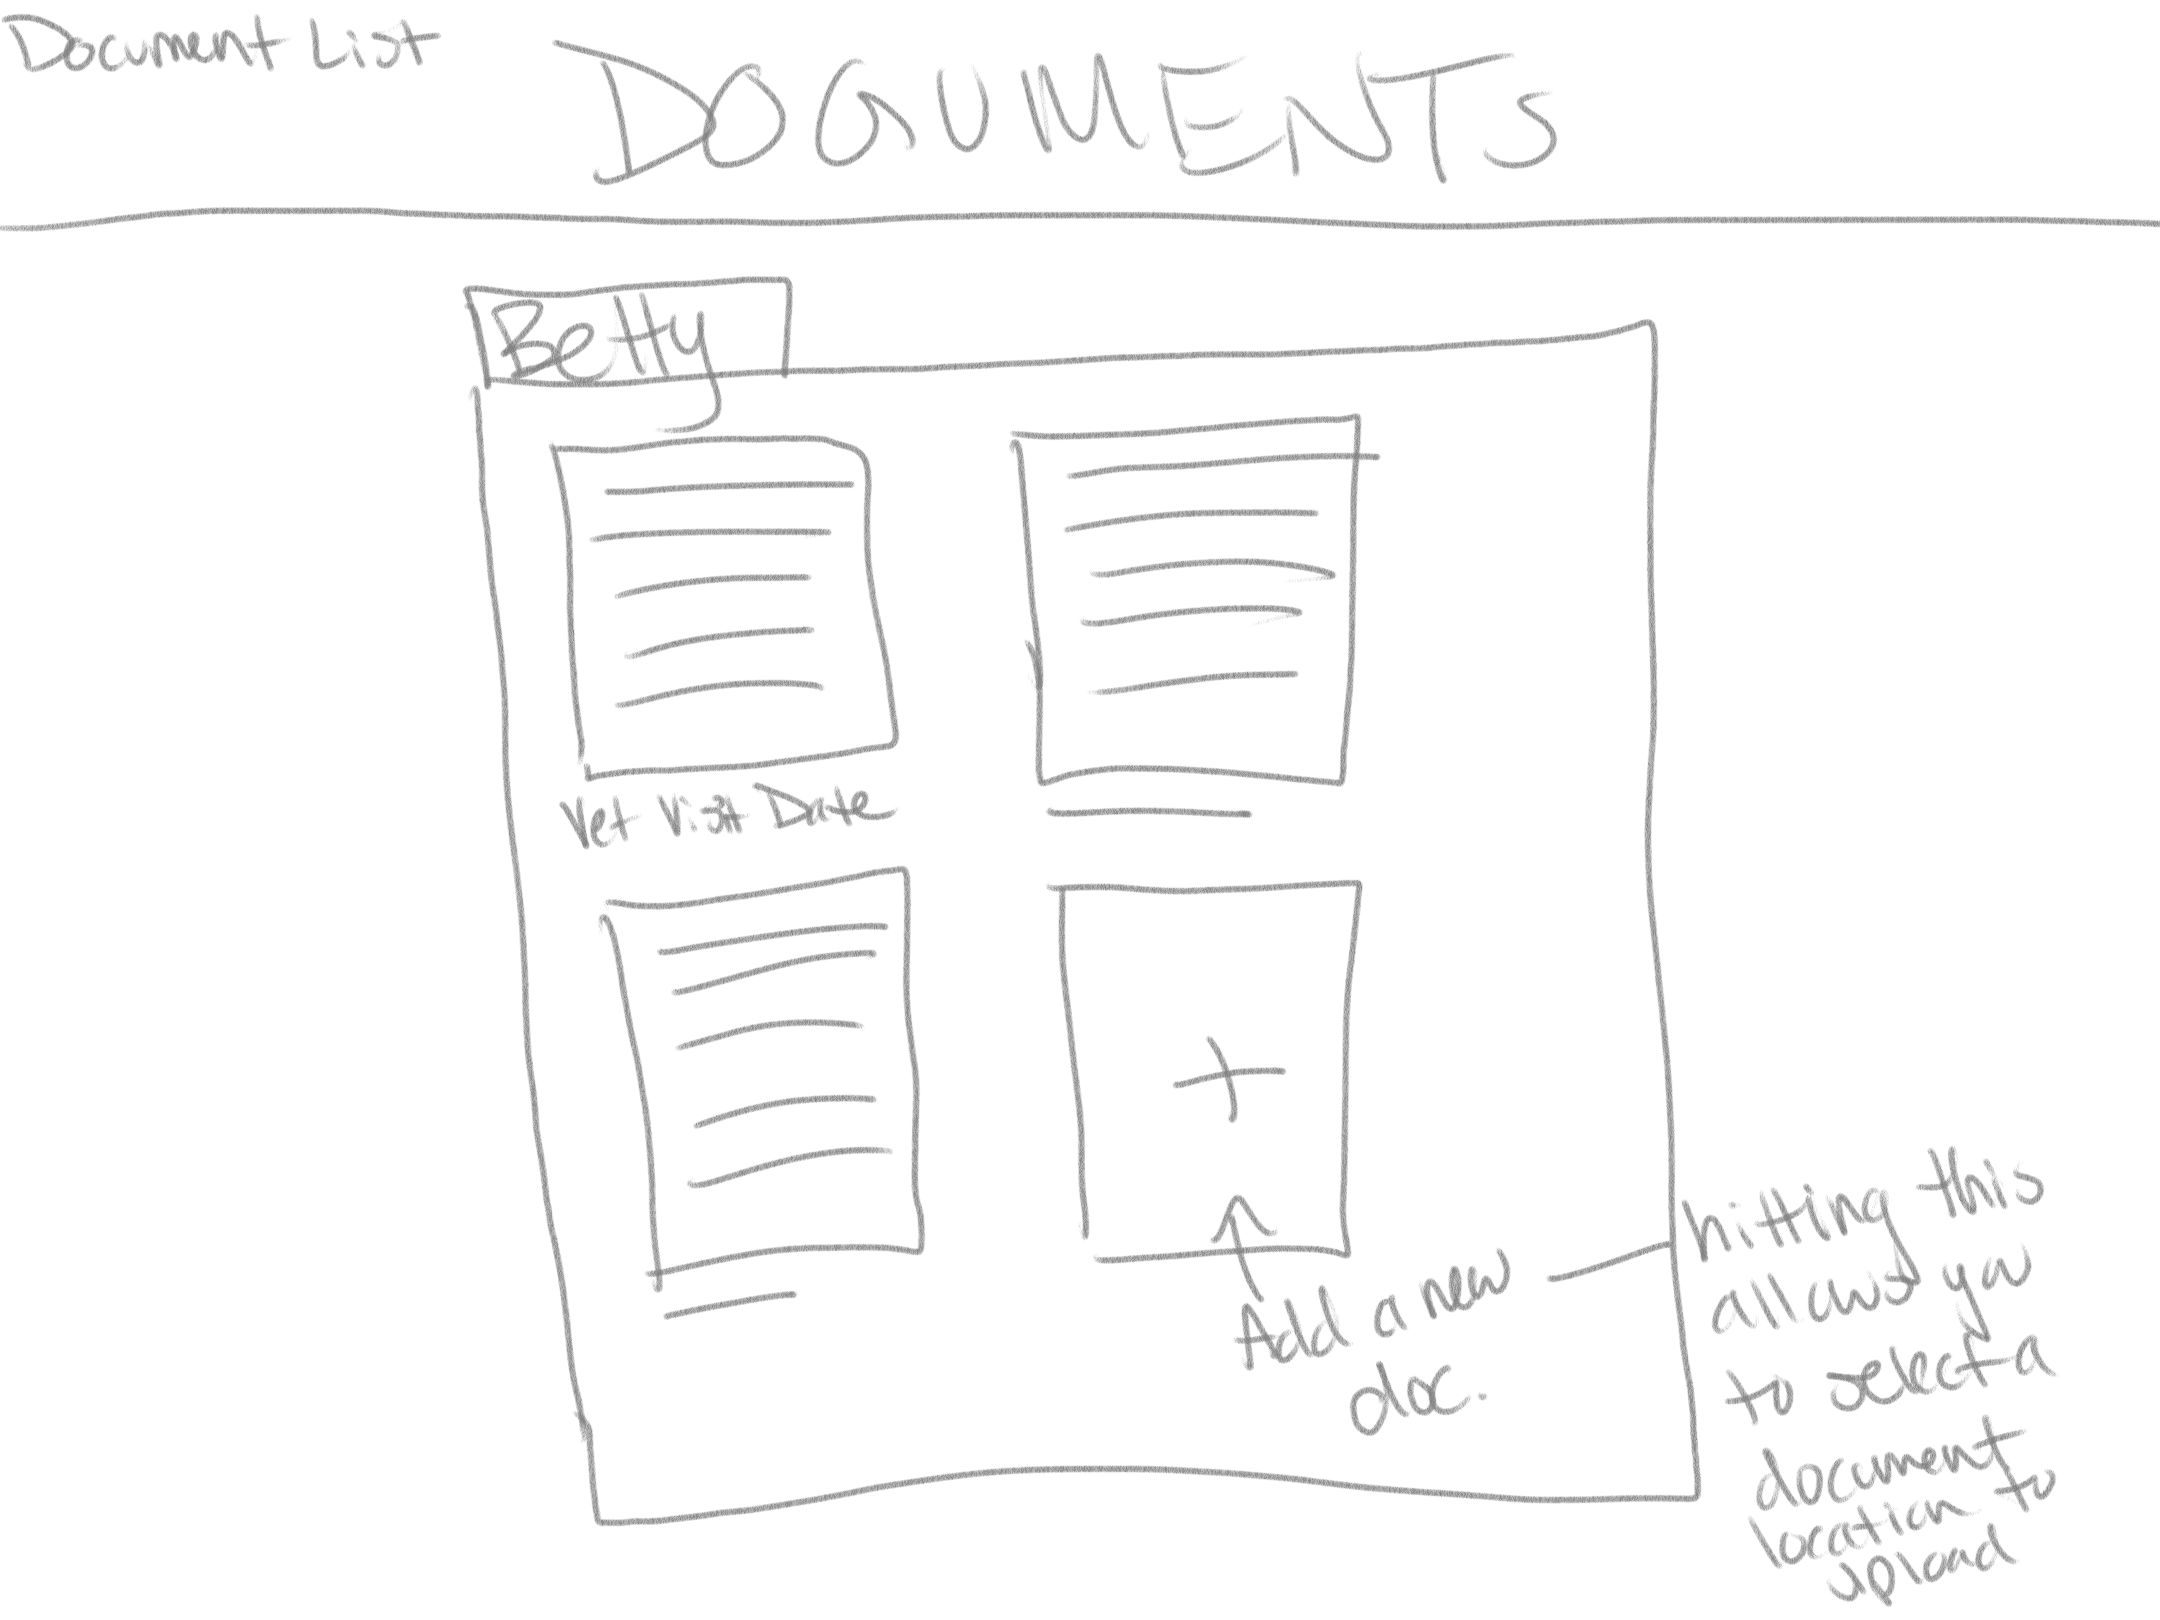 Document List
DOGUMENTS
Betty
Vet Visit Date
+
Add a new
doc.
hitting this
allows you
to select a
document
location to
upload